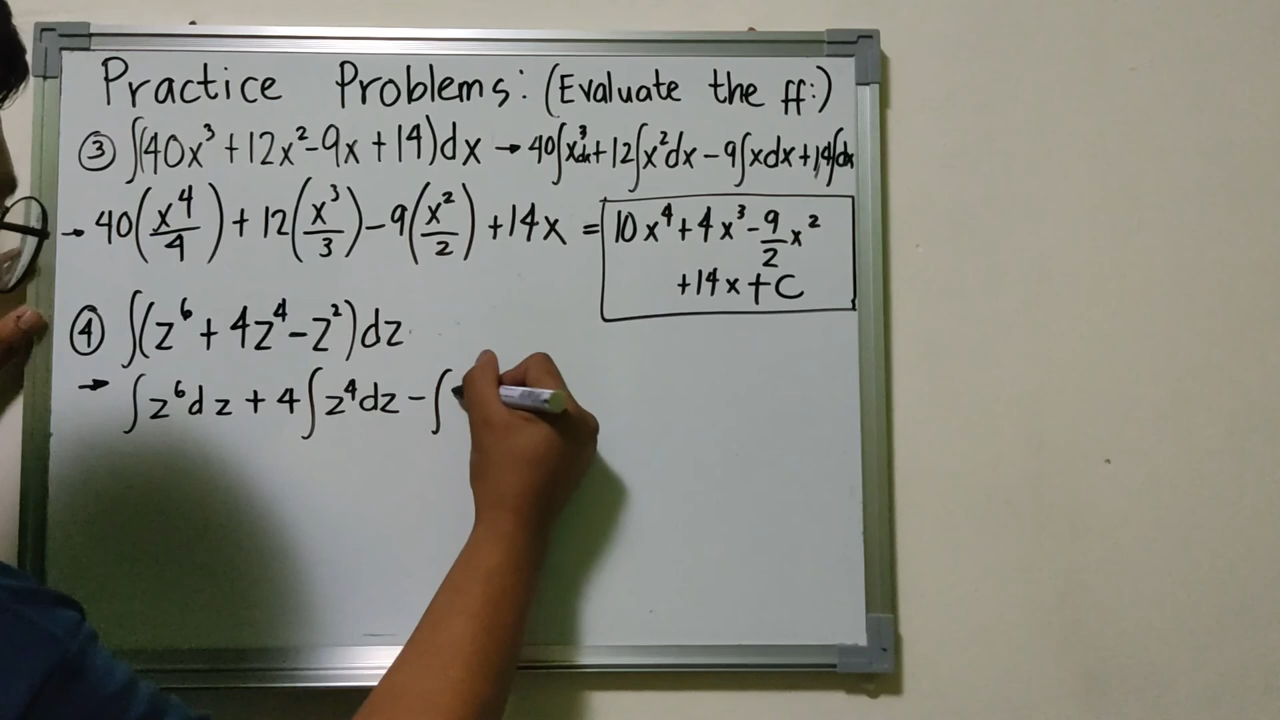 Practice Problems: (Evaluate the ff:)
③ ∫(40x³ + 12x² - 9x + 14)dx → 40∫x³dx + 12∫x²dx - 9∫xdx + 14∫dx
→ 40(x⁴/4) + 12(x³/3) - 9(x²/2) + 14x = 10x⁴ + 4x³ - 9/2 x²
+14x + C
④ ∫(z⁶ + 4z⁴ - z²)dz
→ ∫z⁶dz + 4∫z⁴dz - ∫